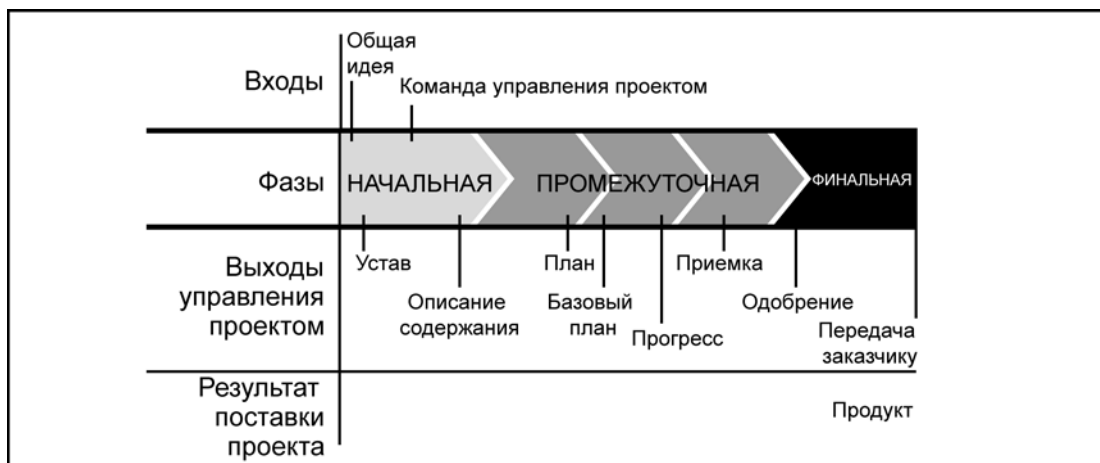 Общая
идея
Входы
Команда управления проектом
Фазы
НАЧАЛЬНАЯ
ПРОМЕЖУТОЧНАЯ
ФИНАЛЬНАЯ
Выходы
управления
проектом
Устав
Описание
содержания
План
Базовый
план
Прогресс
Приемка
Одобрение
Передача
заказчику
Результат
поставки
проекта
Продукт